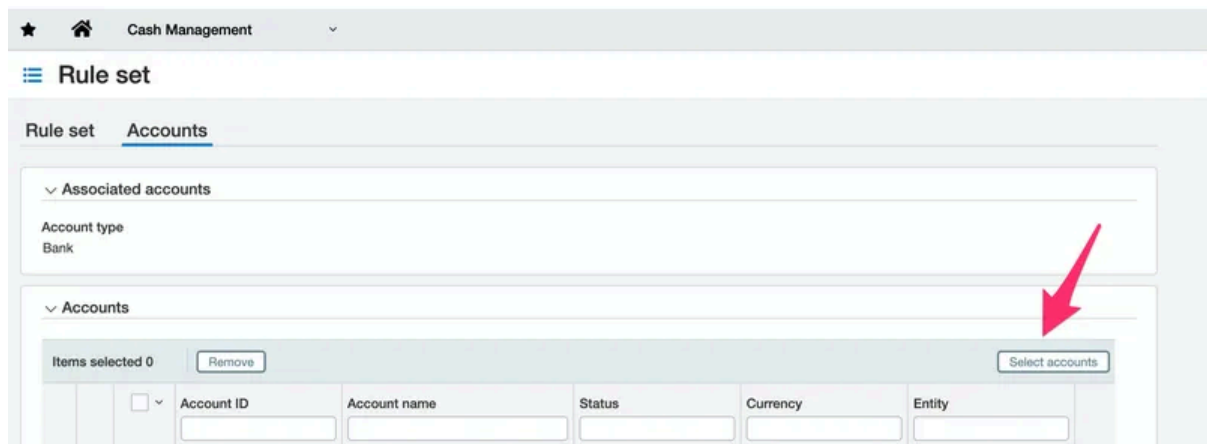 Cash Management
Rule set
Rule set Accounts
Associated accounts
Account type
Bank
Accounts
Items selected 0 Remove Select accounts
Account ID Account name Status Currency Entity